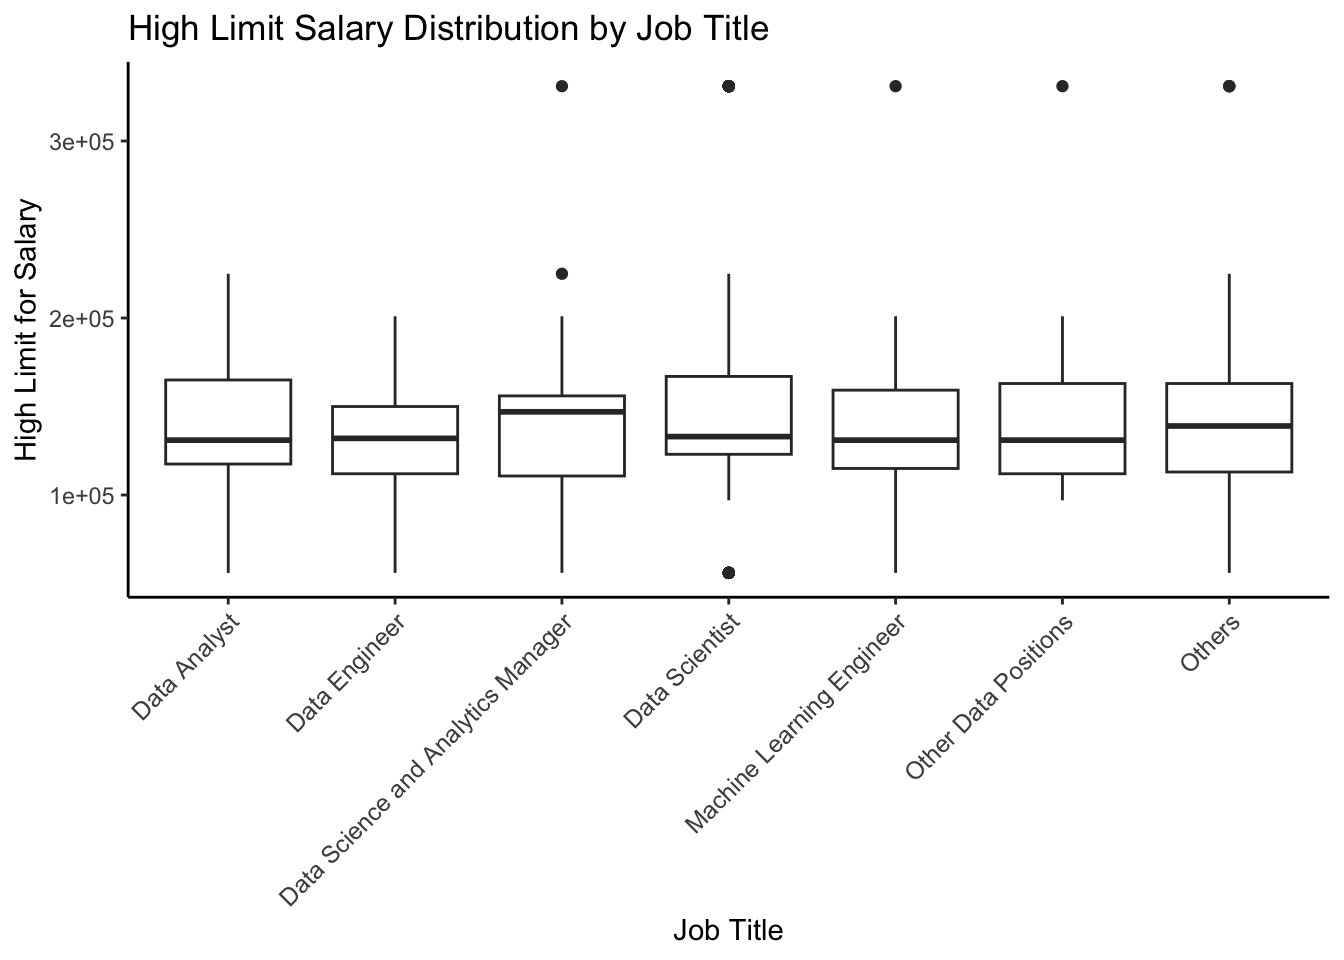 High Limit Salary Distribution by Job Title
High Limit for Salary
3e+05
2e+05
1e+05
Data Analyst
Data Engineer
Data Science and Analytics Manager
Data Scientist
Machine Learning Engineer
Other Data Positions
Others
Job Title